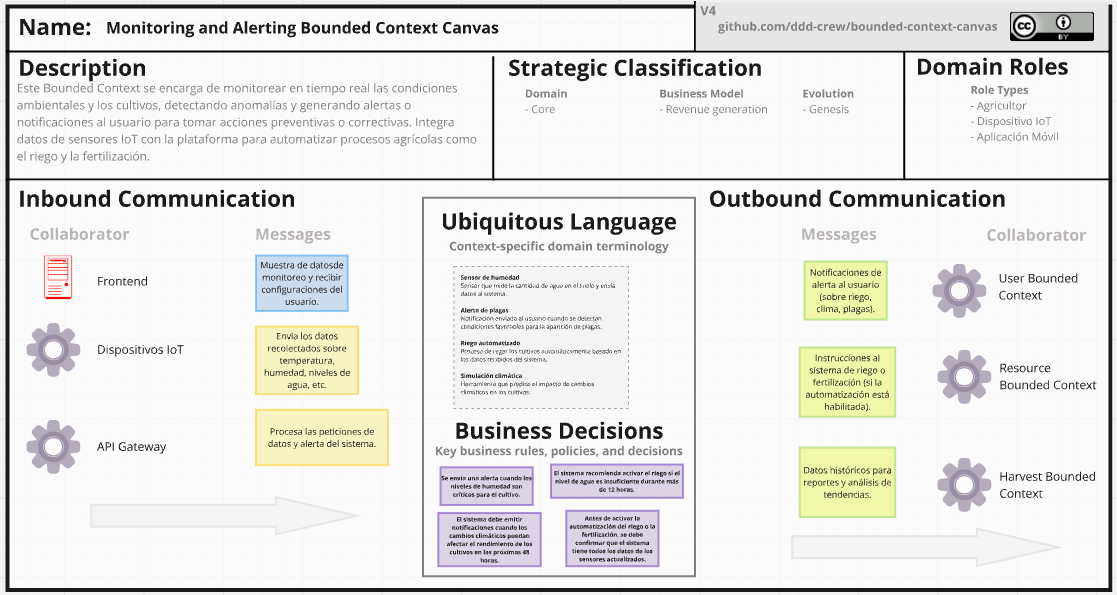 Name: Monitoring and Alerting Bounded Context Canvas
V4
github.com/ddd-crew/bounded-context-canvas
CC
BY
Description
Este Bounded Context se encarga de monitorear en tiempo real las condiciones
ambientales y los cultivos, detectando anomalías y generando alertas o
notificaciones al usuario para tomar acciones preventivas o correctivas. Integra
datos de sensores IoT con la plataforma para automatizar procesos agrícolas como
el riego y la fertilización.
Strategic Classification
Domain
- Core
Business Model
- Revenue generation
Evolution
- Genesis
Domain Roles
Role Types
- Agricultor
- Dispositivo IoT
- Aplicación Móvil
Inbound Communication
Collaborator
Messages
Frontend
Muestra de datosde
monitoreo y recibir
configuraciones del
usuario.
Dispositivos IoT
Envía los datos
recolectados sobre
temperatura,
humedad, niveles de
agua, etc.
API Gateway
Procesa las peticiones de
datos y alerta del sistema.
Ubiquitous Language
Context-specific domain terminology
Sensor de humedad
Sensor que mide la cantidad de agua en el suelo y envía
datos al sistema.
Alerta de plagas
Notificación enviada al usuario cuando se detectan
condiciones favorables para la aparición de plagas.
Riego automatizado
Proceso de regar los cultivos automáticamente basado en
los datos recibidos del sistema.
Simulación climática
Herramienta que predice el impacto de cambios
climáticos en los cultivos.
Business Decisions
Key business rules, policies, and decisions
Se envía una alerta cuando los
niveles de humedad son
críticos para el cultivo.
El sistema recomienda activar el riego si el
nivel de agua es insuficiente durante más
de 12 horas.
El sistema debe emitir
notificaciones cuando los
cambios climáticos puedan
afectar el rendimiento de los
cultivos en las próximas 48
horas.
Antes de activar la
automatización del riego o la
fertilización, se debe
confirmar que el sistema
tiene todos los datos de los
sensores actualizados.
Outbound Communication
Messages
Collaborator
Notificaciones de
alerta al usuario
(sobre riego,
clima, plagas).
User Bounded
Context
Instrucciones al
sistema de riego o
fertilización (si la
automatización está
habilitada).
Resource
Bounded Context
Datos históricos para
reportes y análisis de
tendencias.
Harvest Bounded
Context